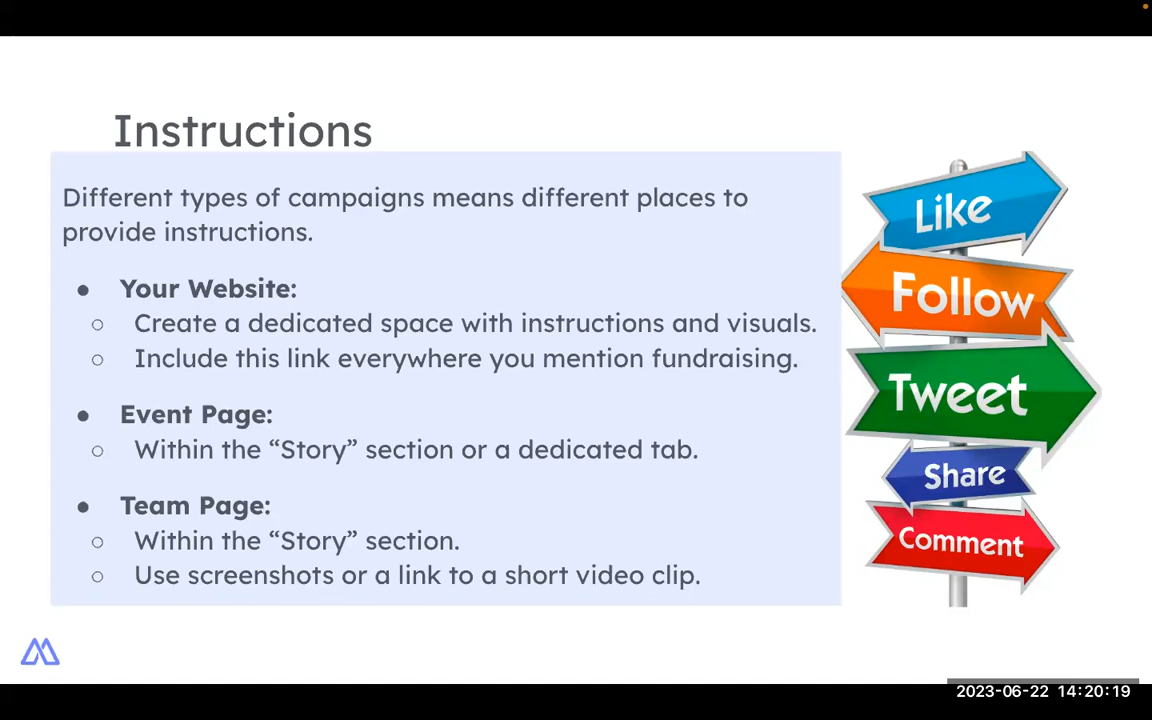 Instructions
Different types of campaigns means different places to
provide instructions.
● Your Website:
○ Create a dedicated space with instructions and visuals.
○ Include this link everywhere you mention fundraising.
● Event Page:
○ Within the “Story” section or a dedicated tab.
● Team Page:
○ Within the “Story” section.
○ Use screenshots or a link to a short video clip.
Like
Follow
Tweet
Share
Comment
2023-06-22 14:20:19